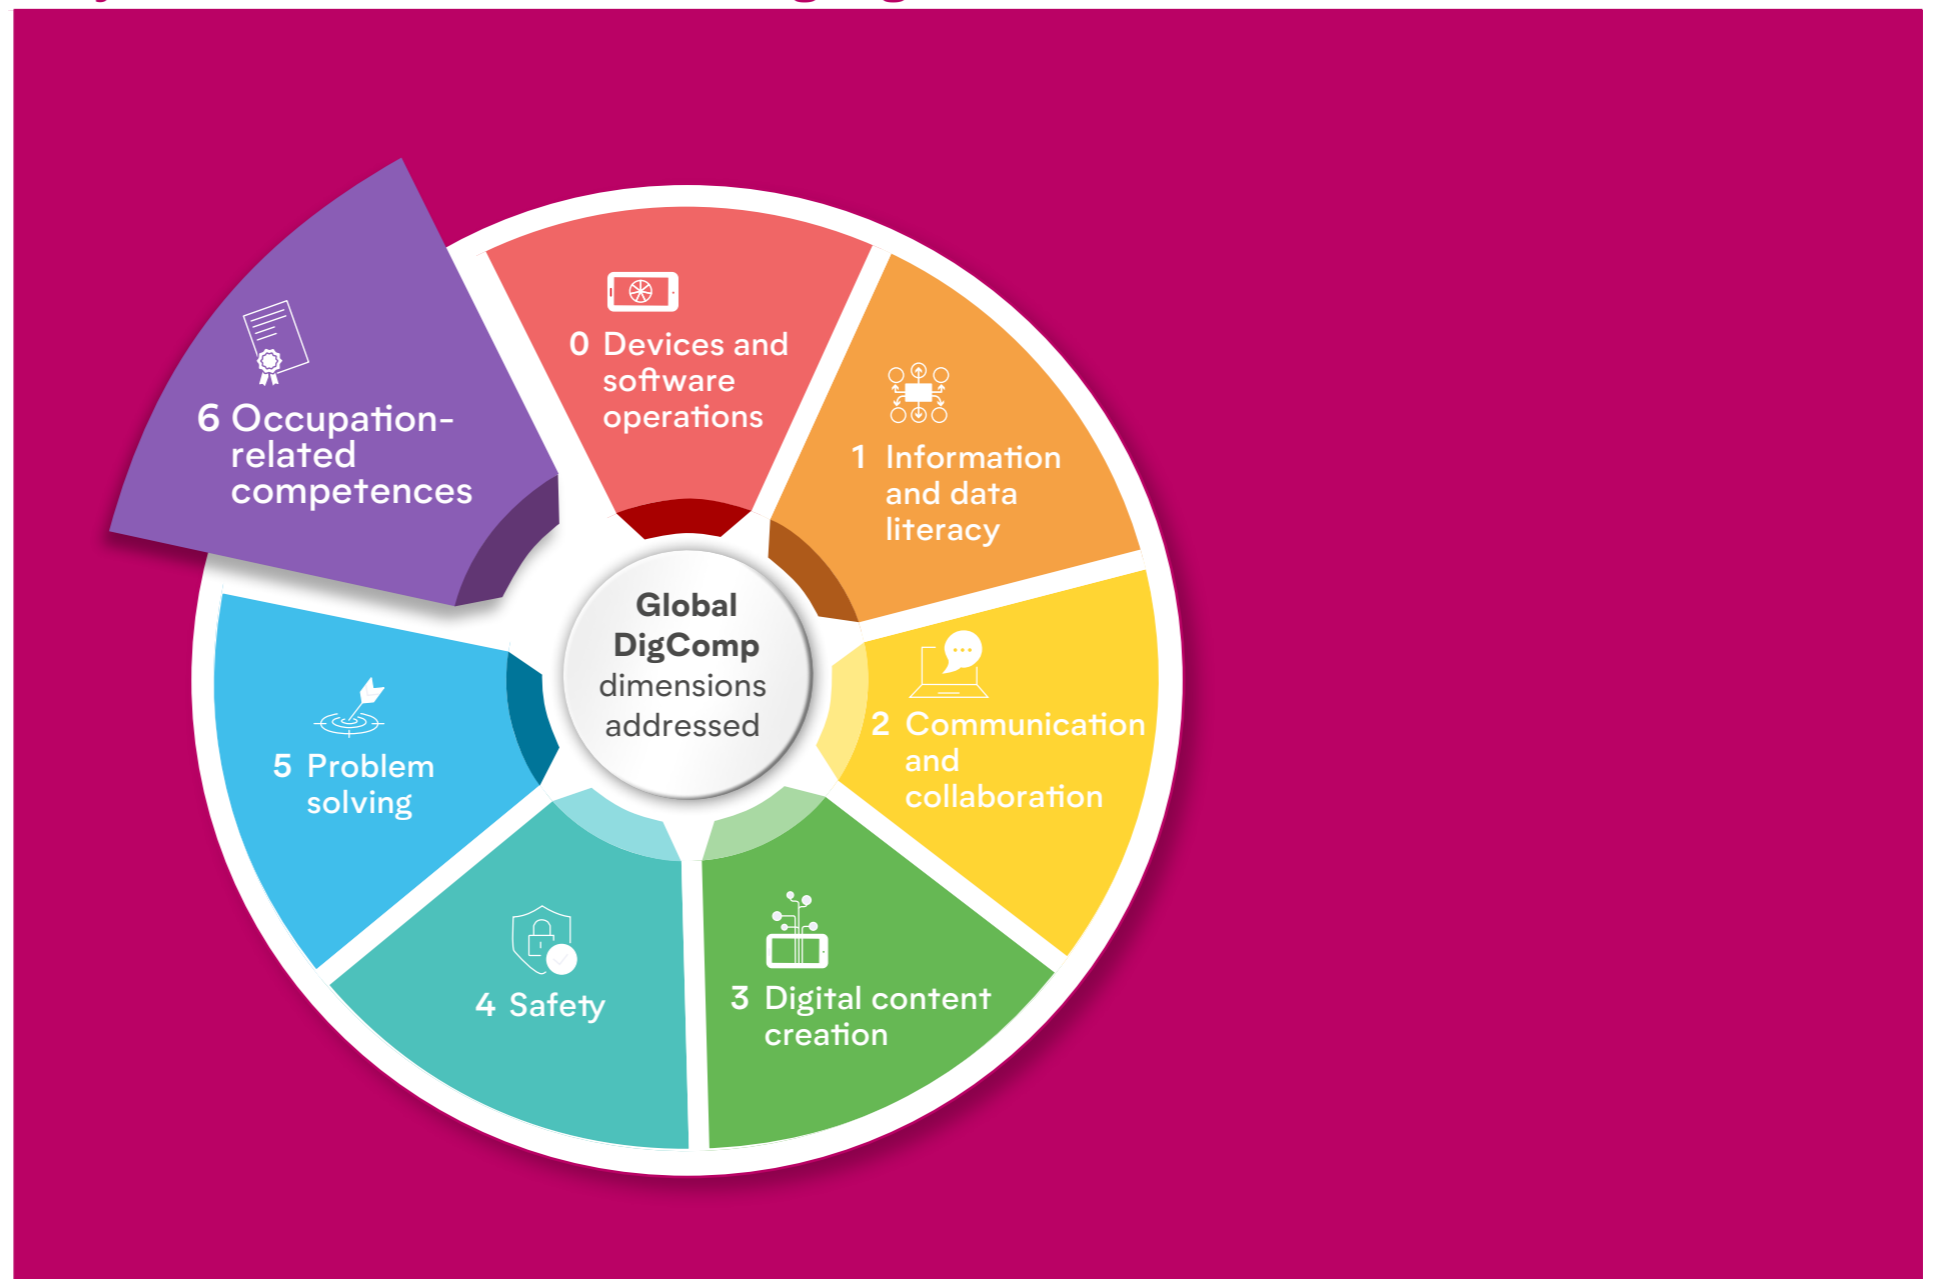 0 Devices and
software
operations
1 Information
and data
literacy
2 Communication
and
collaboration
3 Digital content
creation
4 Safety
5 Problem
solving
6 Occupation-
related
competences
Global
DigComp
dimensions
addressed